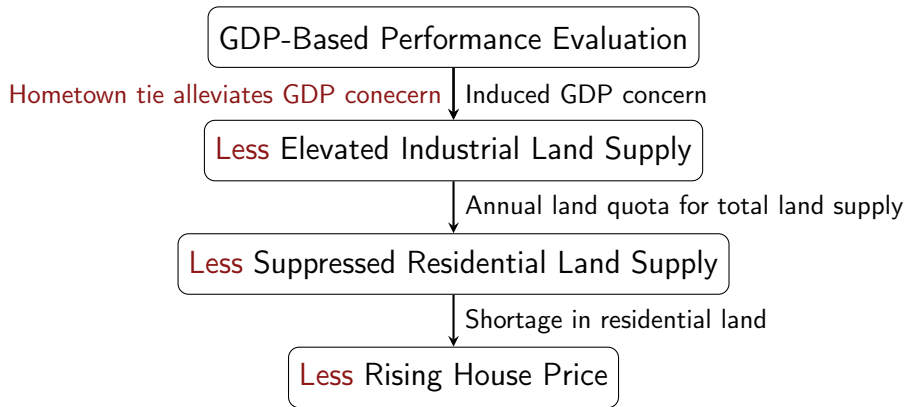 GDP-Based Performance Evaluation
Hometown tie alleviates GDP conecern Induced GDP concern
Less Elevated Industrial Land Supply
Annual land quota for total land supply
Less Suppressed Residential Land Supply
Shortage in residential land
Less Rising House Price